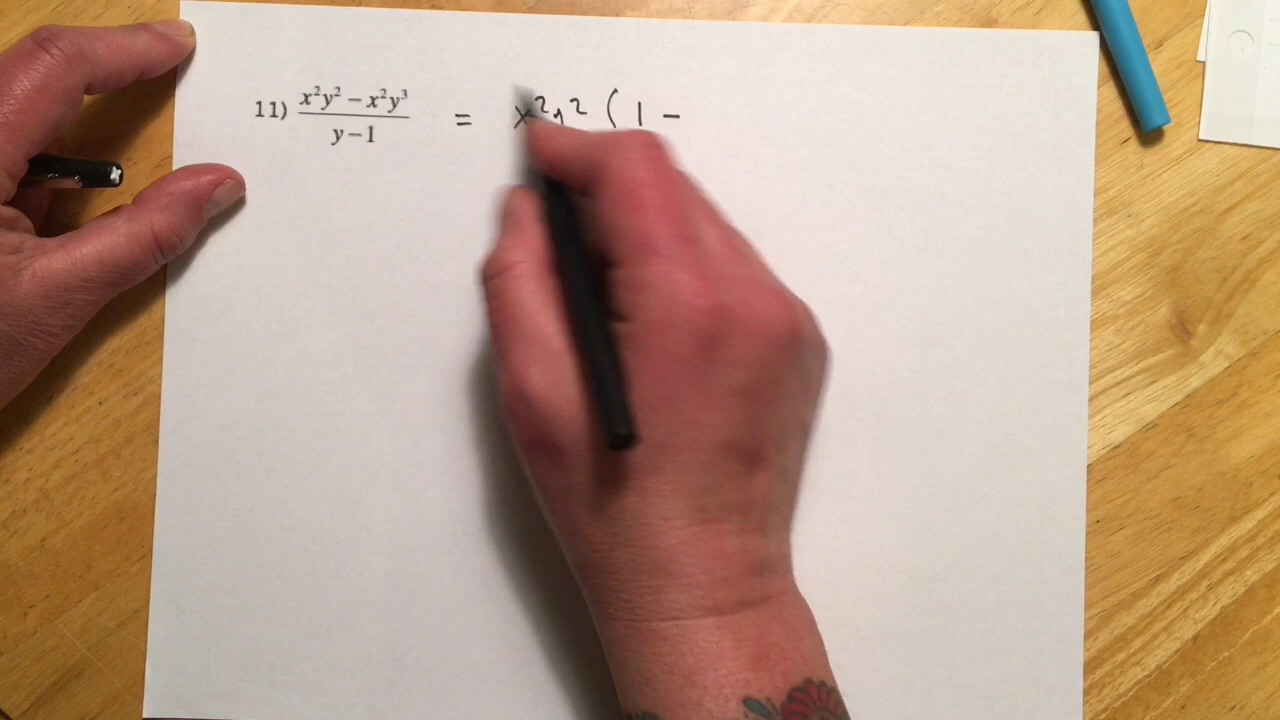 11) x²y² – x²y³ / y – 1 = x²y² ( 1 –